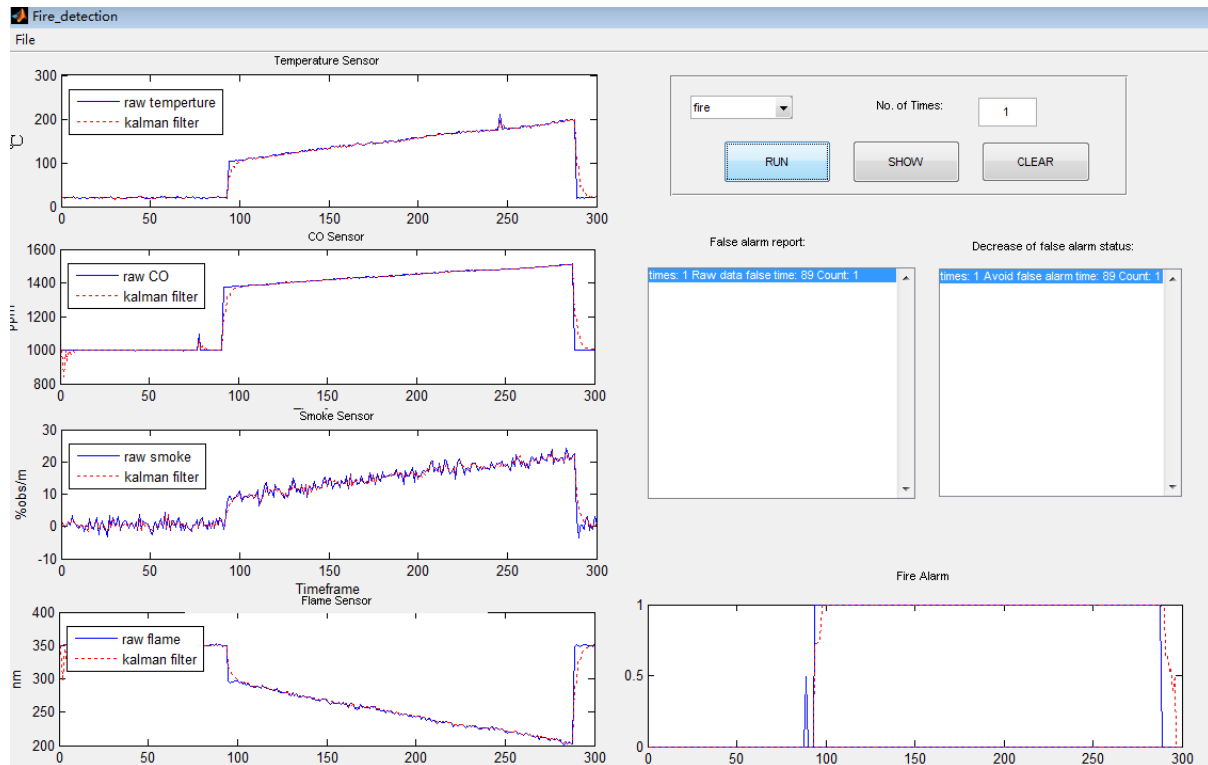 Fire_detection
File
Temperature Sensor
300
200
100
0
℃
raw temperture
kalman filter
0 50 100 150 200 250 300
CO Sensor
1600
1400
1200
1000
800
ppm
raw CO
kalman filter
0 50 100 150 200 250 300
Smoke Sensor
30
20
10
0
-10
%obs/m
raw smoke
kalman filter
0 50 100 150 200 250 300
Timeframe
Flame Sensor
400
350
300
250
200
nm
raw flame
kalman filter
0 50 100 150 200 250 300
fire
No. of Times:
1
RUN SHOW CLEAR
False alarm report:
times: 1 Raw data false time: 89 Count: 1
Decrease of false alarm status:
times: 1 Avoid false alarm time: 89 Count: 1
Fire Alarm
1
0.5
0
0 50 100 150 200 250 300